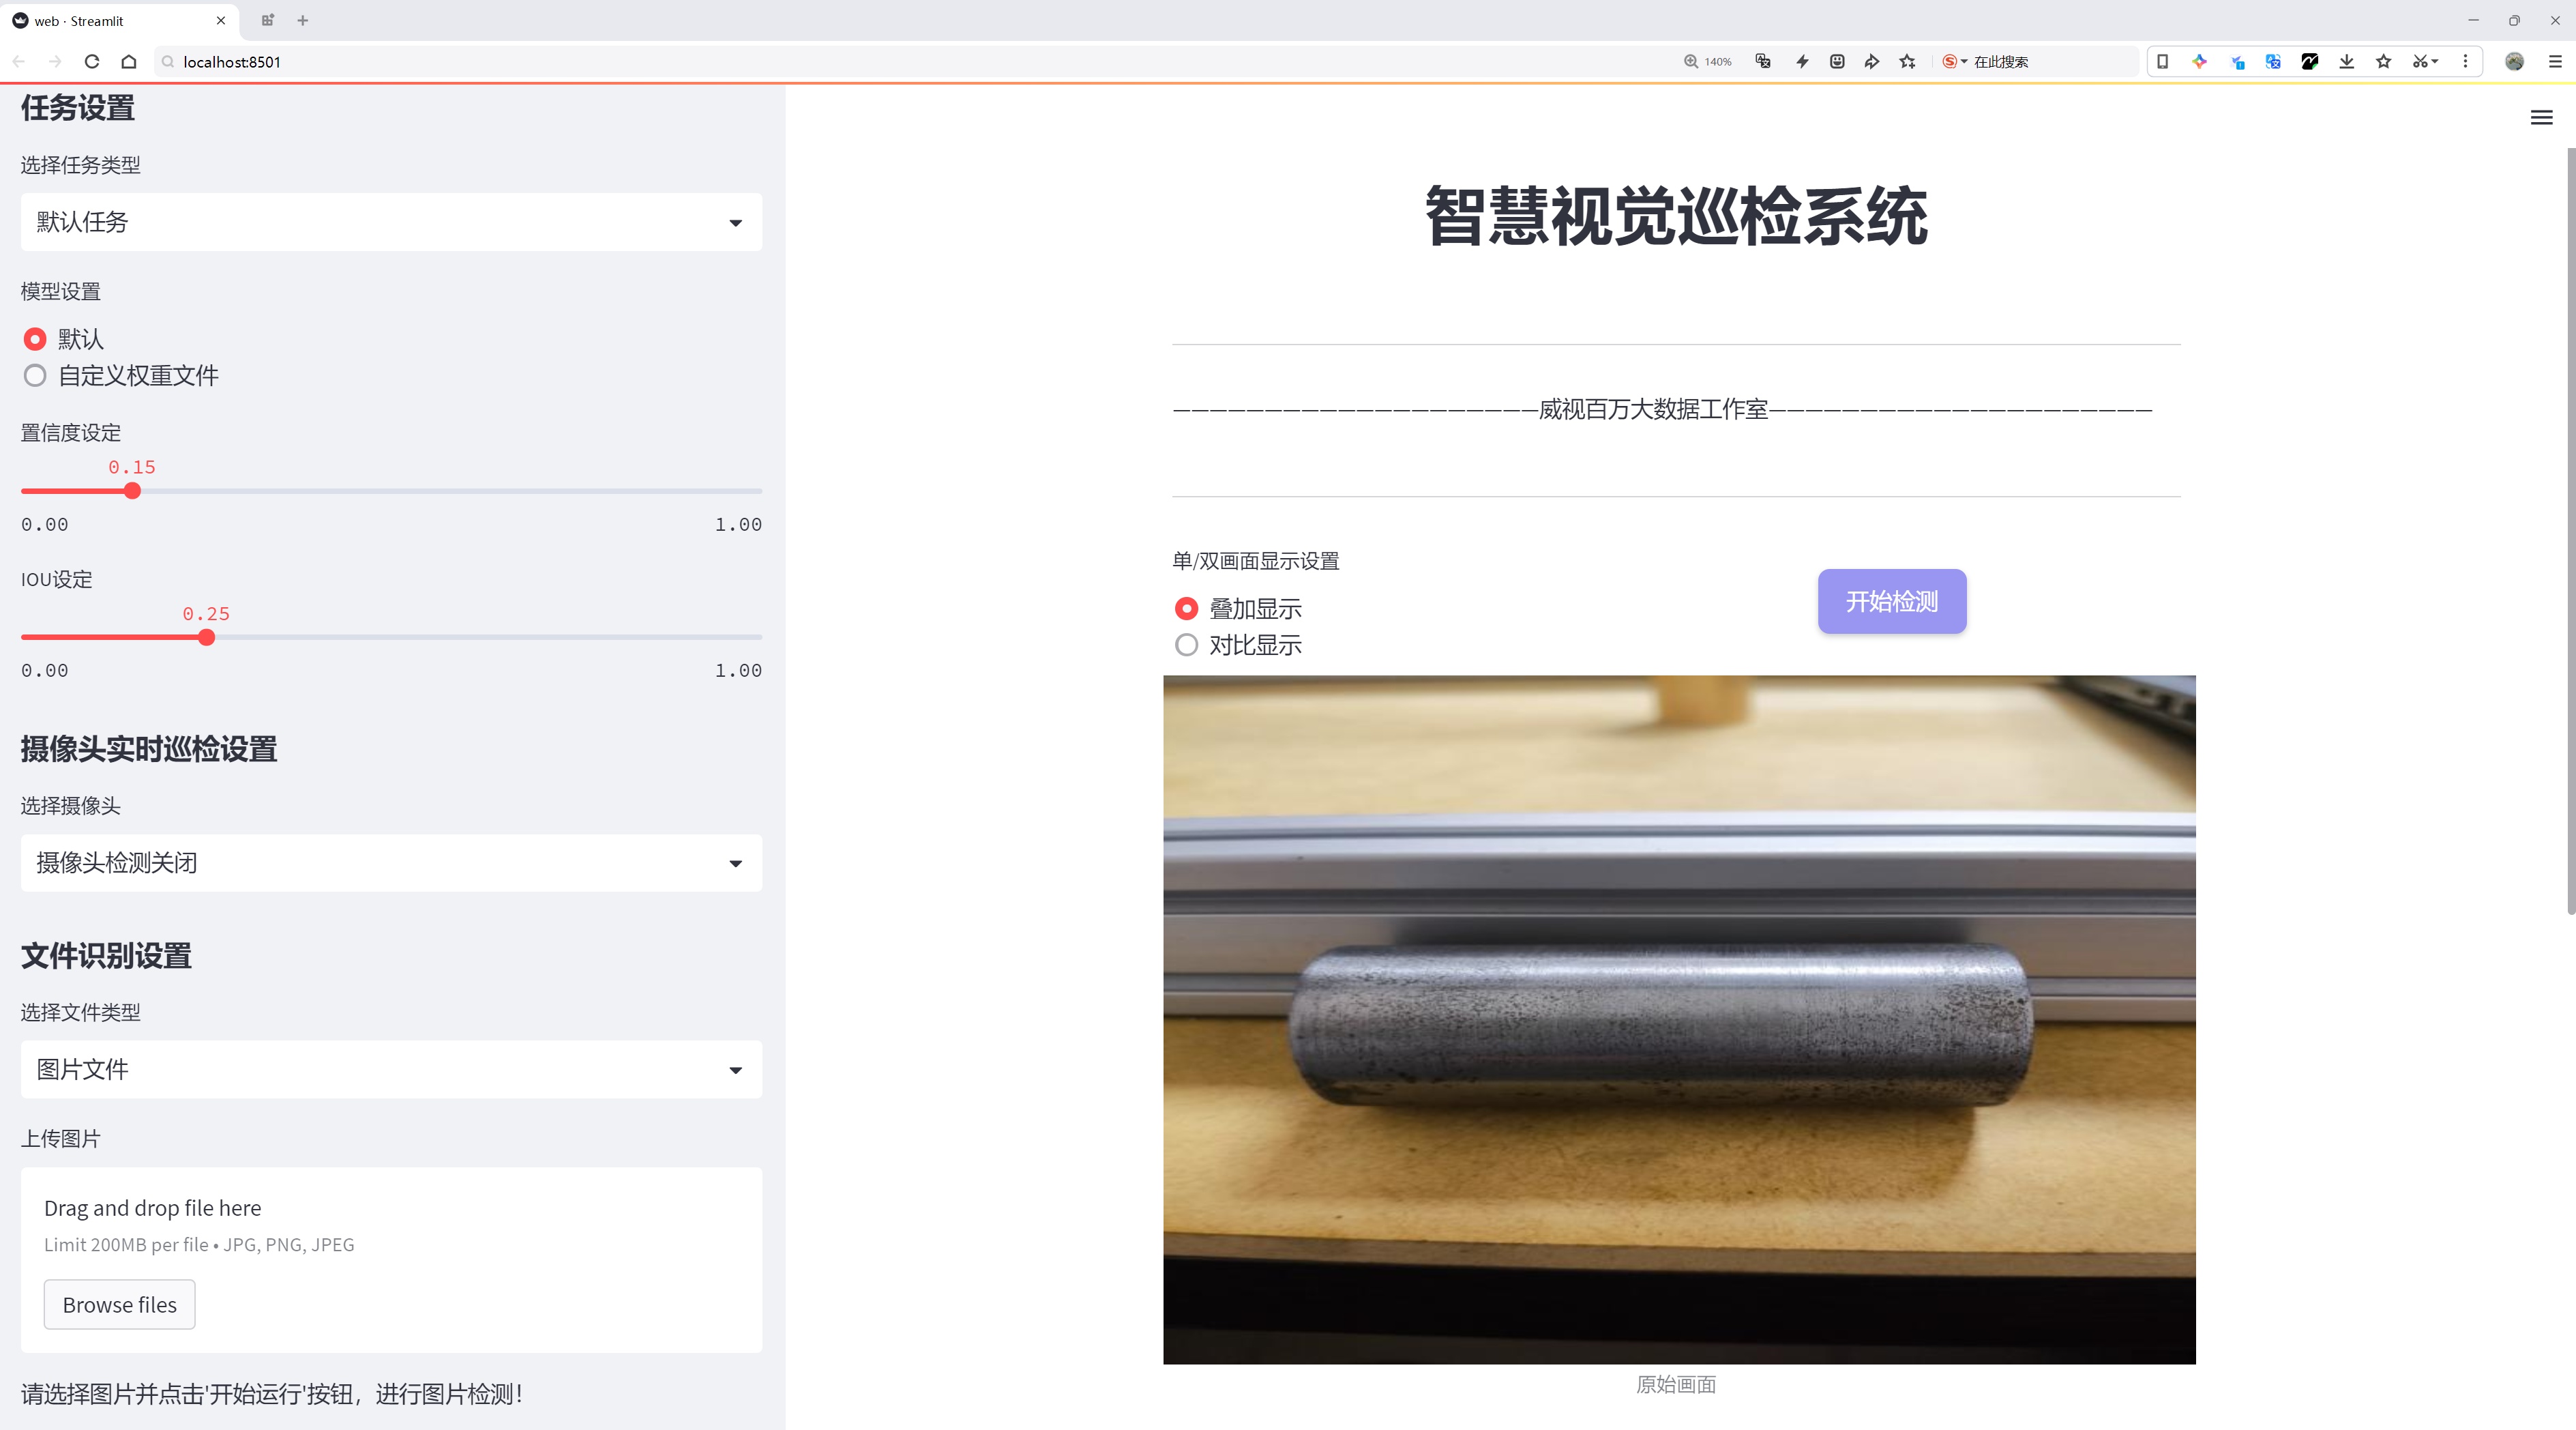 web · Streamlit
localhost:8501
140%
在此搜索
任务设置
选择任务类型
默认任务
模型设置
默认
自定义权重文件
置信度设定
0.15
0.00
1.00
IOU设定
0.25
0.00
1.00
摄像头实时巡检设置
选择摄像头
摄像头检测关闭
文件识别设置
选择文件类型
图片文件
上传图片
Drag and drop file here
Limit 200MB per file • JPG, PNG, JPEG
Browse files
请选择图片并点击'开始运行'按钮，进行图片检测！
智慧视觉巡检系统
————————————————————威视百万大数据工作室—————————————————————
单/双画面显示设置
叠加显示
对比显示
开始检测
原始画面